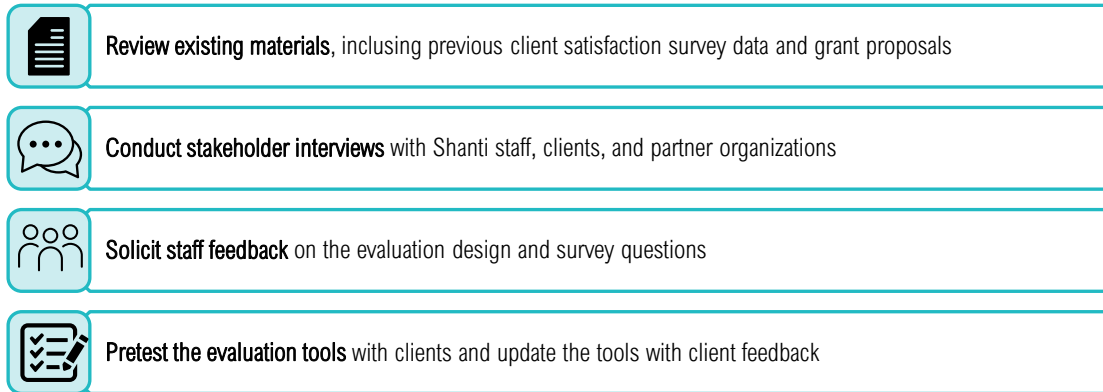 Review existing materials, inclusing previous client satisfaction survey data and grant proposals
Conduct stakeholder interviews with Shanti staff, clients, and partner organizations
Solicit staff feedback on the evaluation design and survey questions
Pretest the evaluation tools with clients and update the tools with client feedback